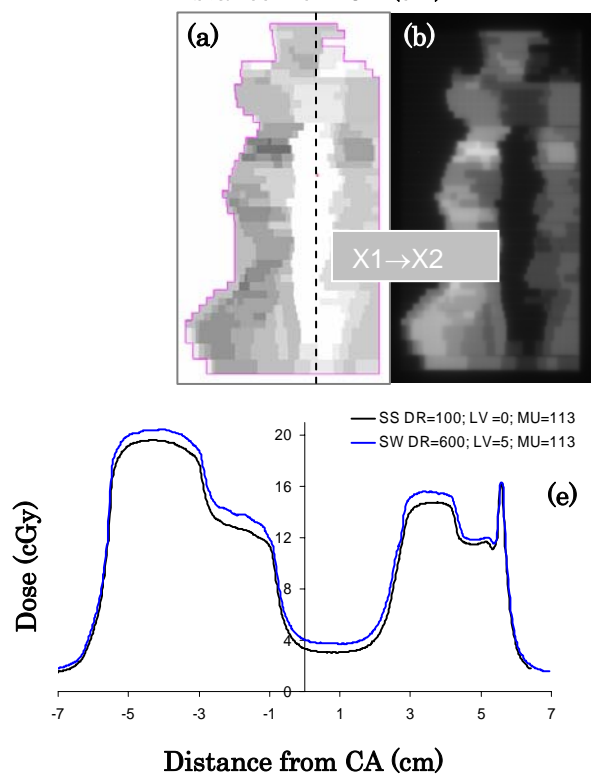 (a)
(b)
X1→X2
SS DR=100; LV =0; MU=113
SW DR=600; LV=5; MU=113
(e)
20
16
12
8
4
0
-7 -5 -3 -1 1 3 5 7
Dose (cGy)
Distance from CA (cm)